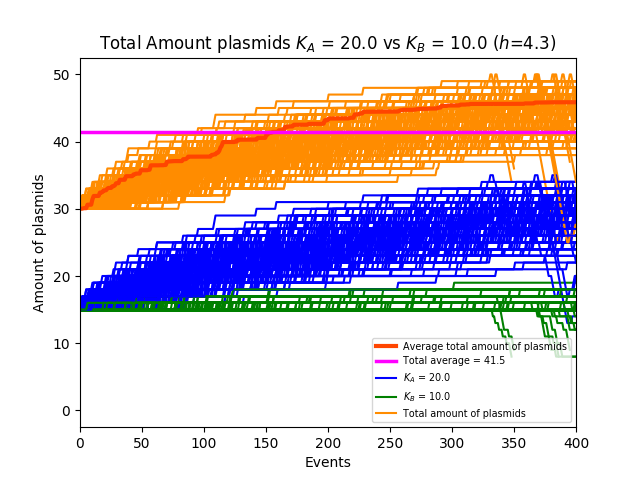 Total Amount plasmids K_A = 20.0 vs K_B = 10.0 (h=4.3)
Amount of plasmids
50
40
30
20
10
0
0 50 100 150 200 250 300 350 400
Events
Average total amount of plasmids
Total average = 41.5
K_A = 20.0
K_B = 10.0
Total amount of plasmids